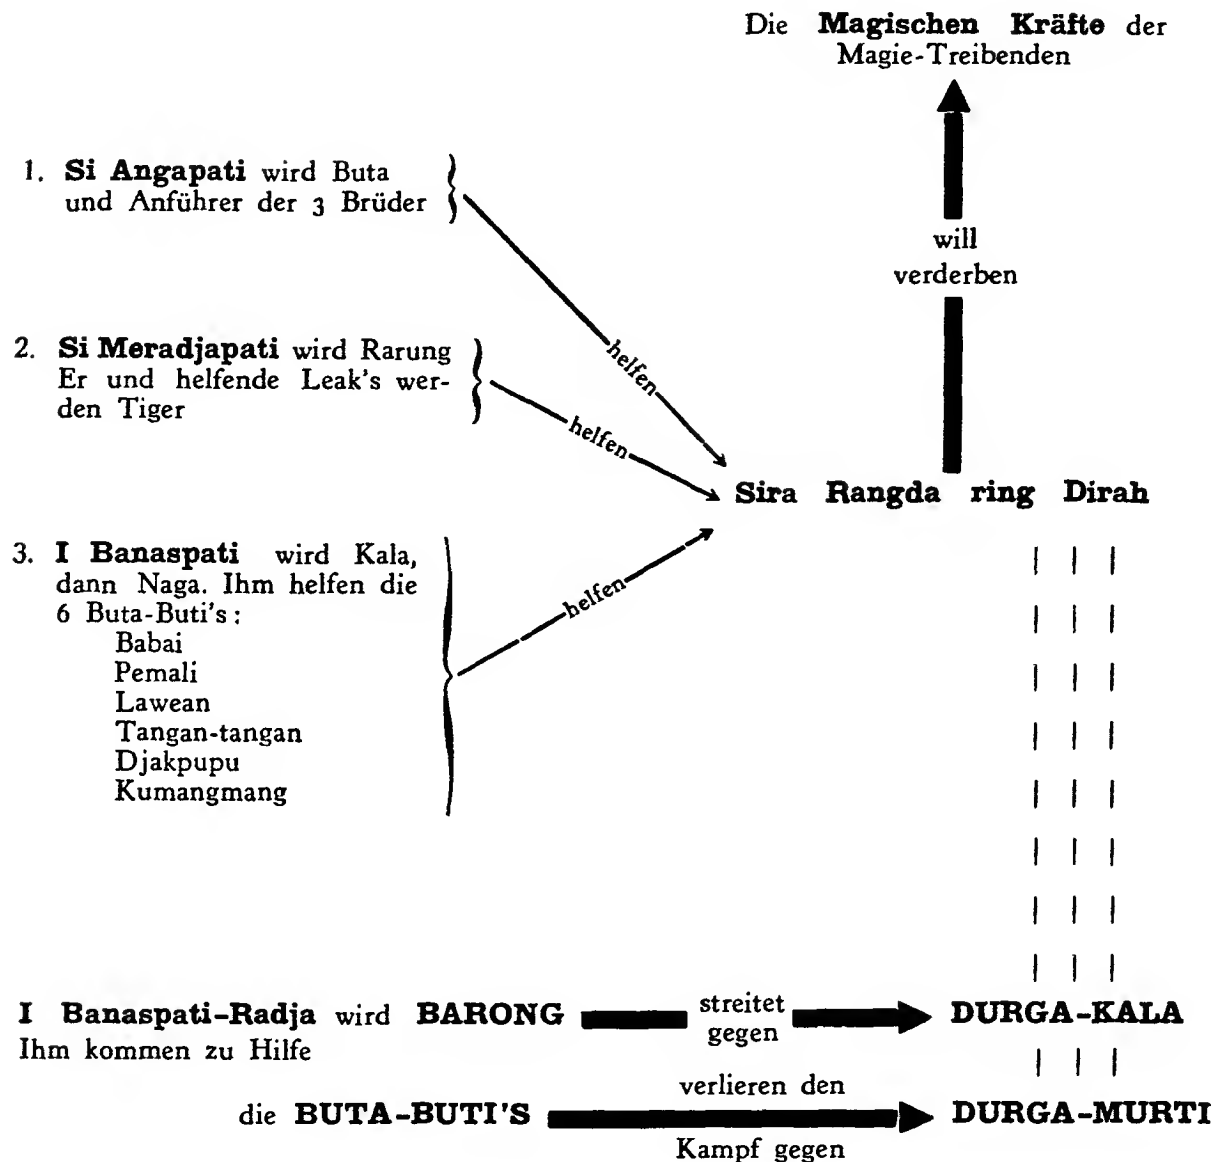 Die Magischen Kräfte der
Magie-Treibenden
will
verderben
1. Si Angapati wird Buta
und Anführer der 3 Brüder
helfen
2. Si Meradjapati wird Rarung
Er und helfende Leak's wer-
den Tiger
helfen
Sira Rangda ring Dirah
3. I Banaspati wird Kala,
dann Naga. Ihm helfen die
6 Buta-Buti's:
Babai
Pemali
Lawean
Tangan-tangan
Djakpupu
Kumangmang
helfen
I Banaspati-Radja wird BARONG streitet gegen DURGA-KALA
Ihm kommen zu Hilfe
die BUTA-BUTI'S verlieren den Kampf gegen DURGA-MURTI